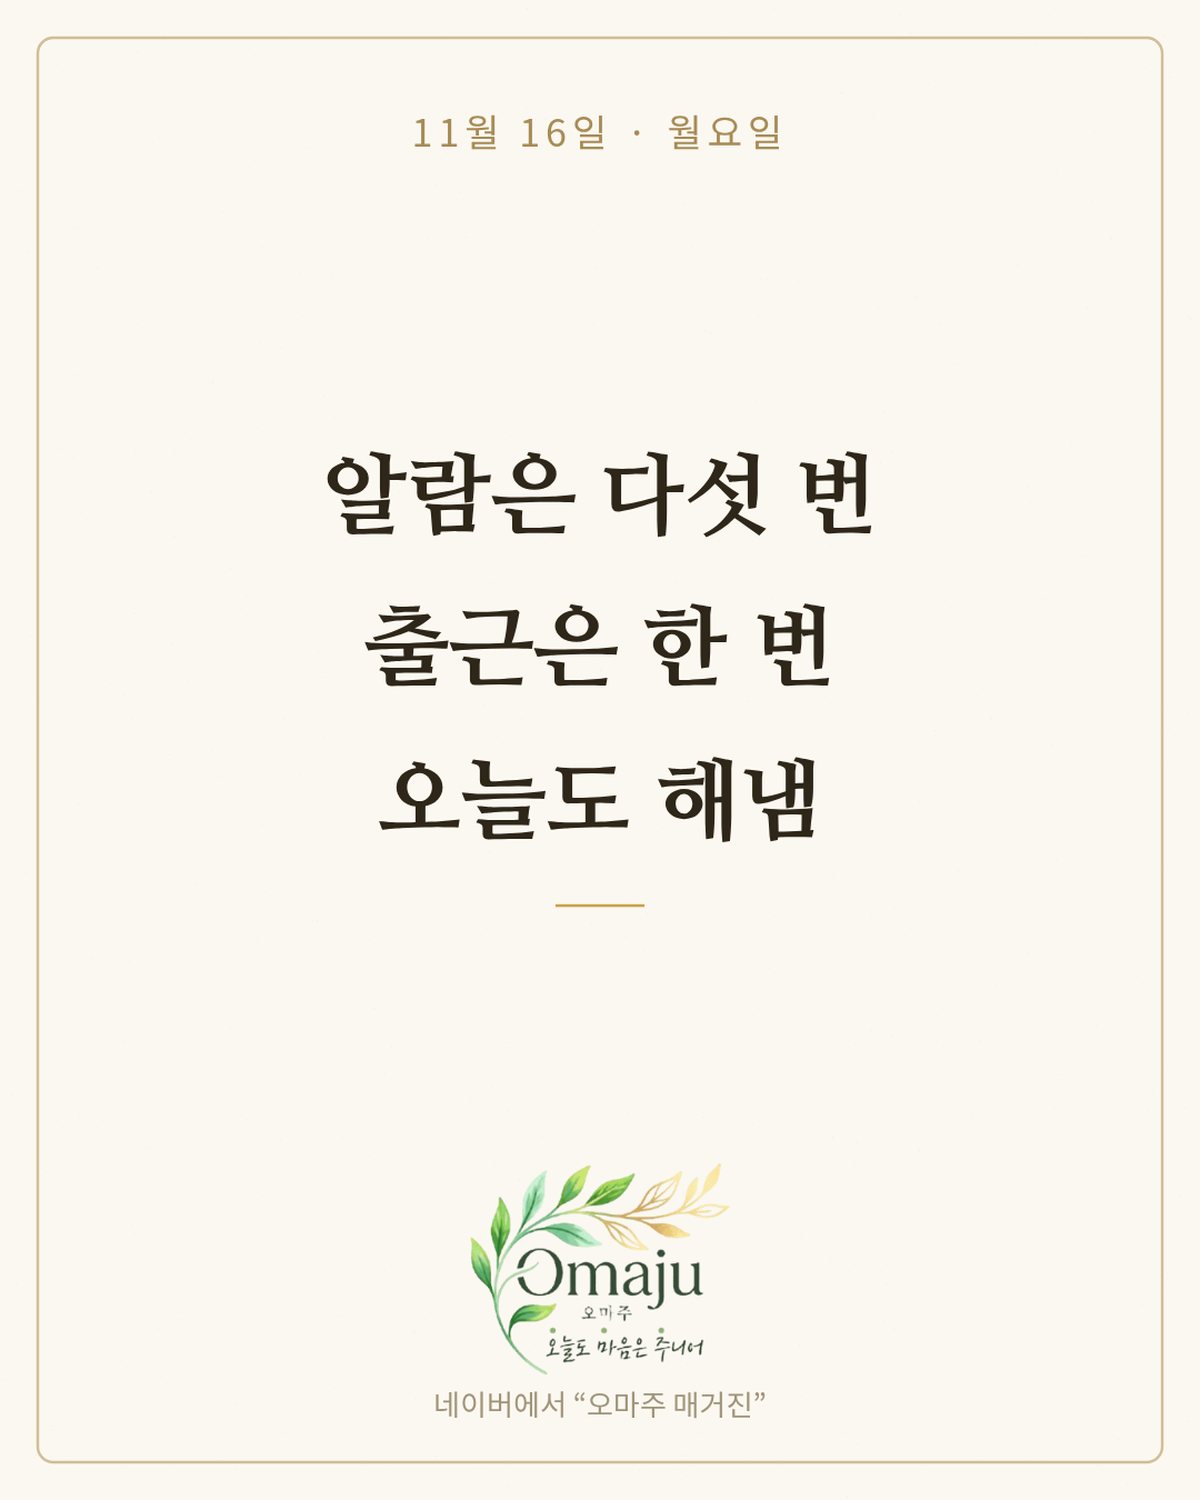 11월 16일 · 월요일
알람은 다섯 번
출근은 한 번
오늘도 해냄
Omaju
오마주
오늘도 마음은 주니어
네이버에서 “오마주 매거진”